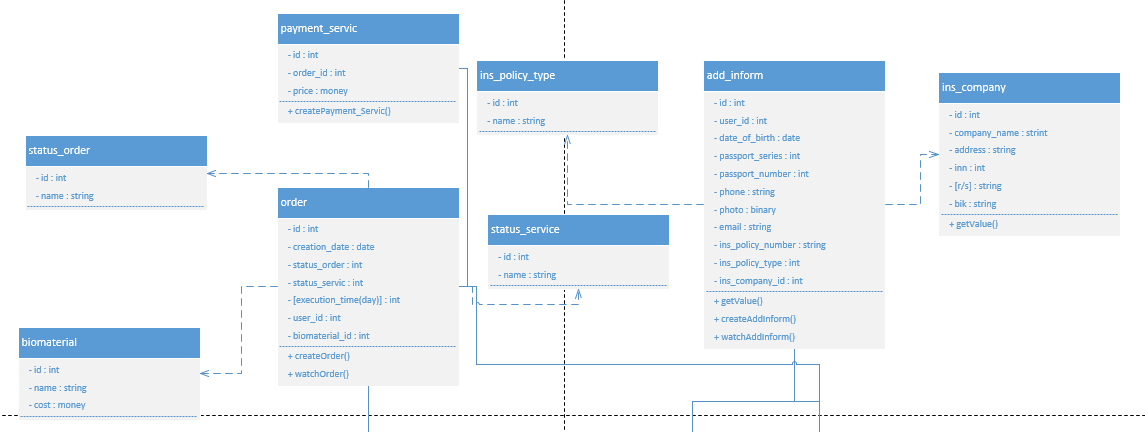 payment_servic
- id : int
- order_id : int
- price : money
+ createPayment_Servic()
ins_policy_type
- id : int
- name : string
add_inform
- id : int
- user_id : int
- date_of_birth : date
- passport_series : int
- passport_number : int
- phone : string
- photo : binary
- email : string
- ins_policy_number : string
- ins_policy_type : int
- ins_company_id : int
+ getValue()
+ createAddInform()
+ watchAddInform()
ins_company
- id : int
- company_name : strint
- address : string
- inn : int
- [r/s] : string
- bik : string
+ getValue()
status_order
- id : int
- name : string
order
- id : int
- creation_date : date
- status_order : int
- status_servic : int
- [execution_time(day)] : int
- user_id : int
- biomaterial_id : int
+ createOrder()
+ watchOrder()
status_service
- id : int
- name : string
biomaterial
- id : int
- name : string
- cost : money